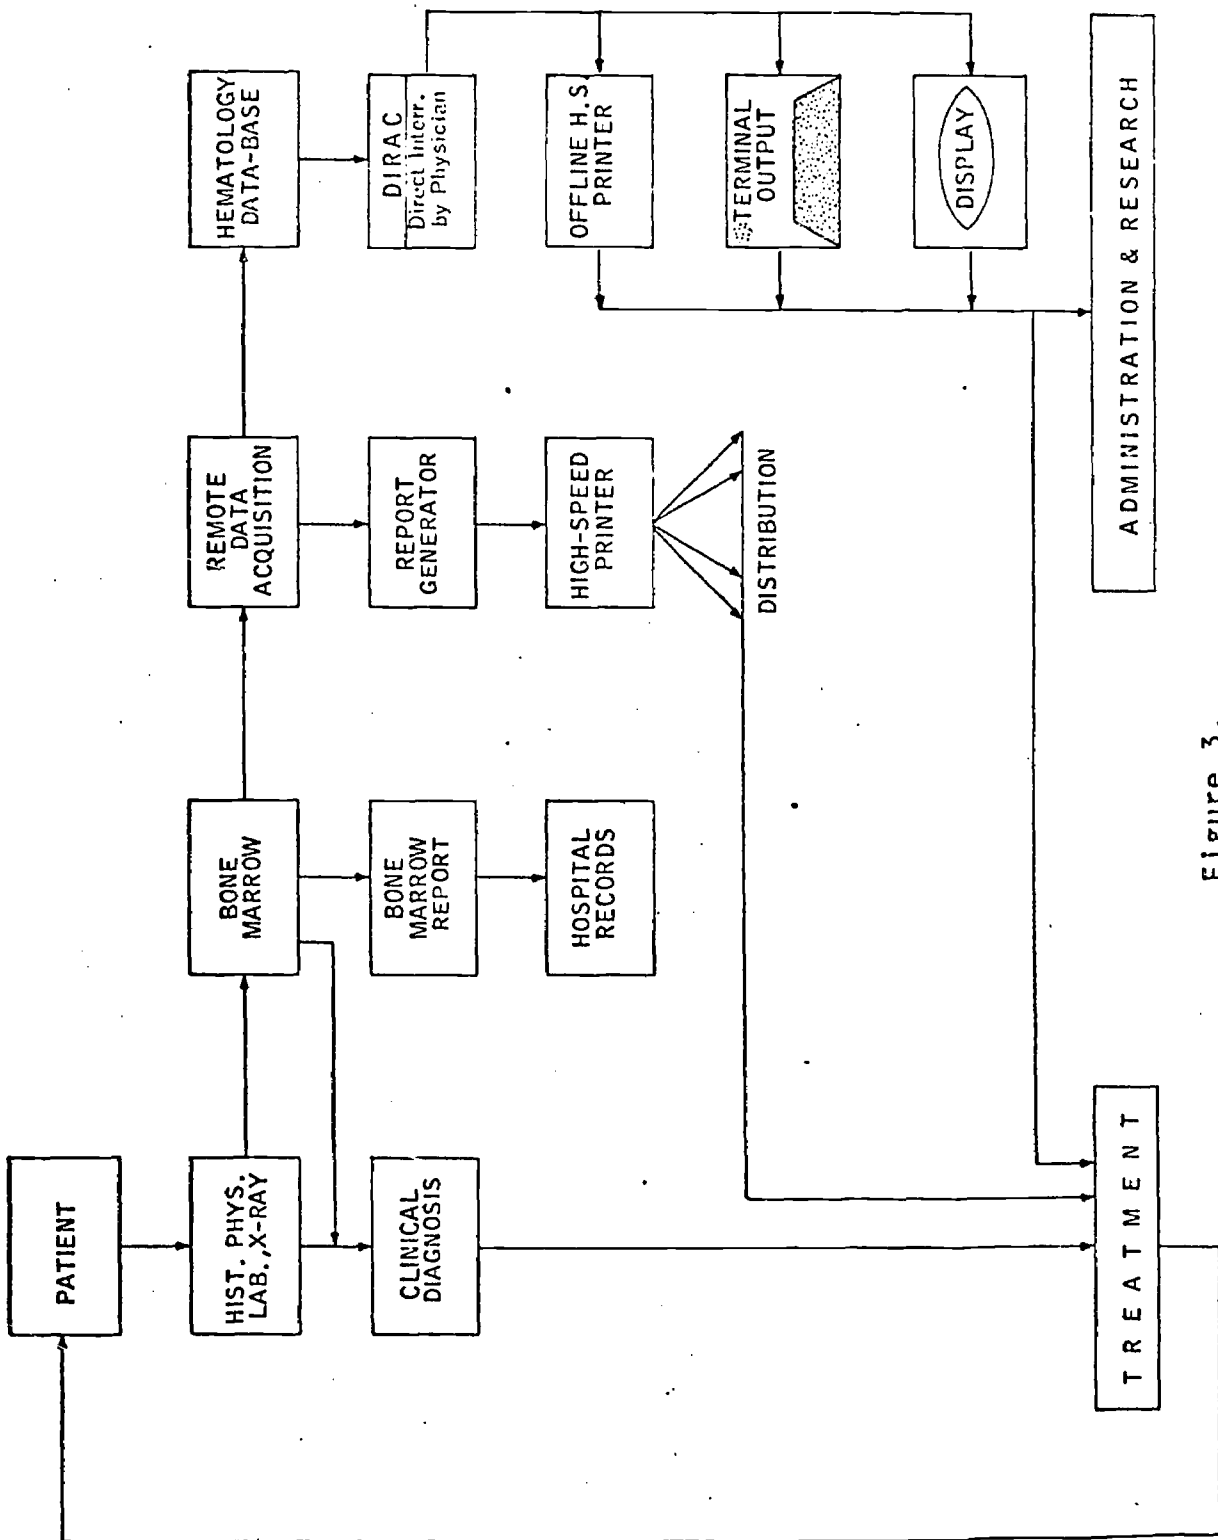 PATIENT
HIST. PHYS.
LAB., X-RAY
CLINICAL
DIAGNOSIS
BONE
MARROW
BONE
MARROW
REPORT
HOSPITAL
RECORDS
REMOTE
DATA
ACQUISITION
REPORT
GENERATOR
HIGH-SPEED
PRINTER
DISTRIBUTION
HEMATOLOGY
DATA-BASE
DIRAC
Direct Interr.
by Physician
OFFLINE H.S.
PRINTER
TERMINAL
OUTPUT
DISPLAY
TREATMENT
ADMINISTRATION & RESEARCH
Figure 3.